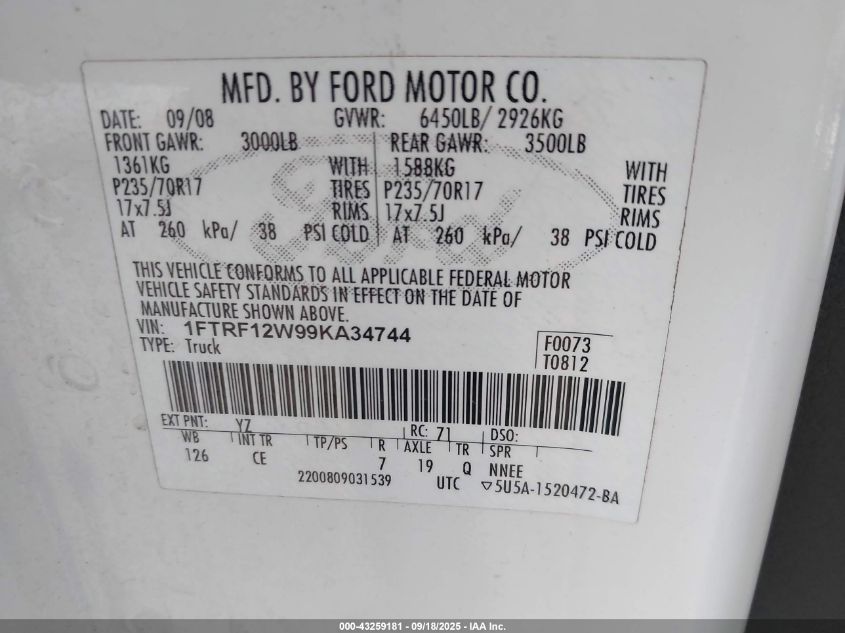 MFD. BY FORD MOTOR CO.
DATE: 09/08 GVWR: 6450LB/ 2926KG
FRONT GAWR: 3000LB REAR GAWR: 3500LB
1361KG WITH 1588KG WITH
P235/70R17 TIRES P235/70R17 TIRES
17x7.5J RIMS 17x7.5J RIMS
AT 260 kPa/ 38 PSI COLD AT 260 kPa/ 38 PSI COLD
Ford
THIS VEHICLE CONFORMS TO ALL APPLICABLE FEDERAL MOTOR
VEHICLE SAFETY STANDARDS IN EFFECT ON THE DATE OF
MANUFACTURE SHOWN ABOVE.
VIN: 1FTRF12W99KA34744
TYPE: Truck
F0073
T0812
EXT PNT: YZ RC: 71 DSO:
WB INT TR TP/PS R AXLE TR SPR
126 CE 7 19 Q NNEE
2200809031539 UTC ▽5U5A-1520472-BA
000-43259181 - 09/18/2025 - IAA Inc.